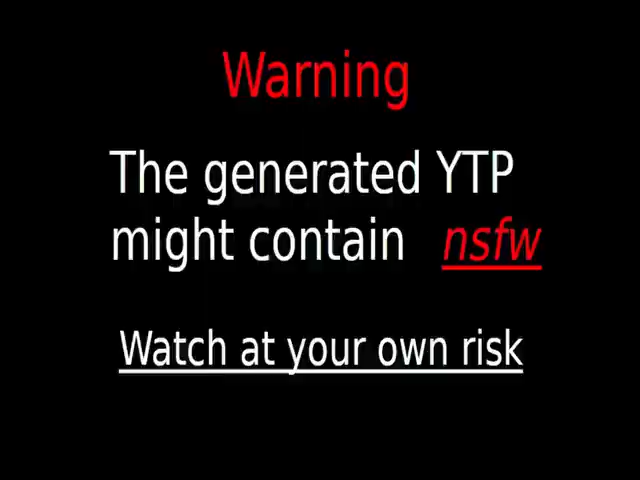 Warning
The generated YTP
might contain nsfw
Watch at your own risk